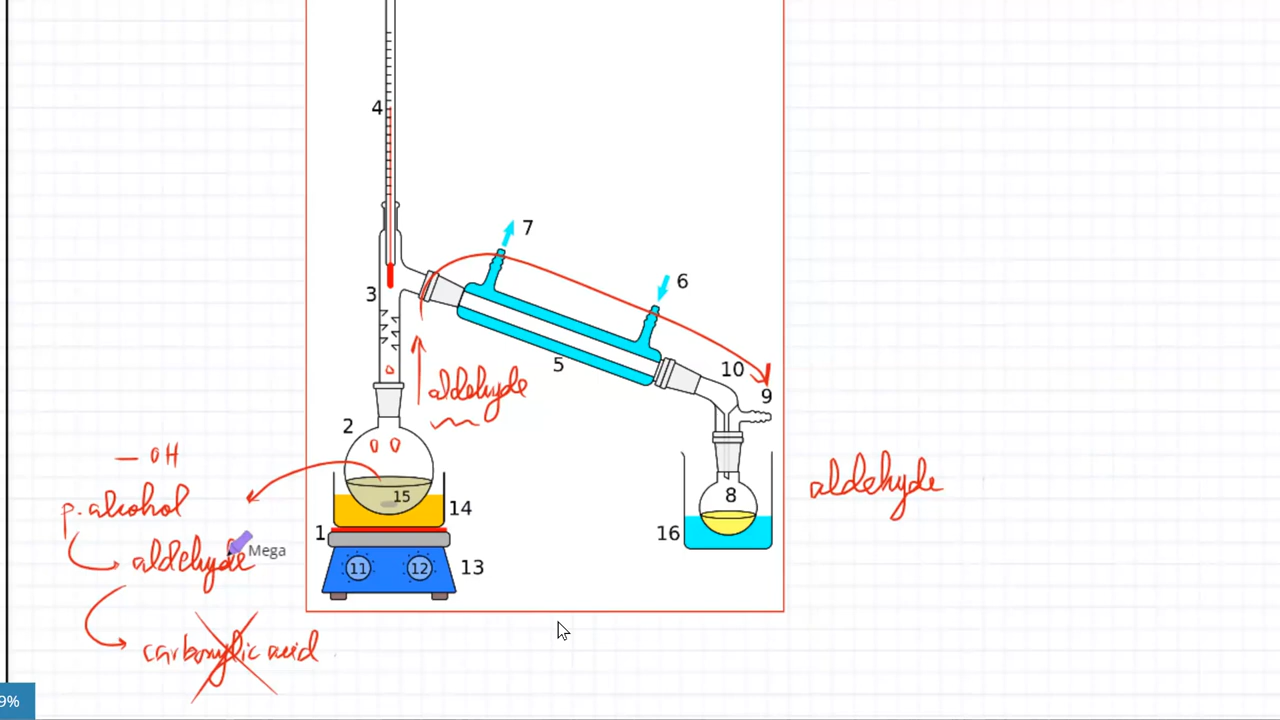 4
7
6
3
5
10
9
aldehyde
2
— OH
15
8
aldehyde
p. alcohol
14
16
1
aldehyde
Mega
11
12
13
carboxylic acid
9%